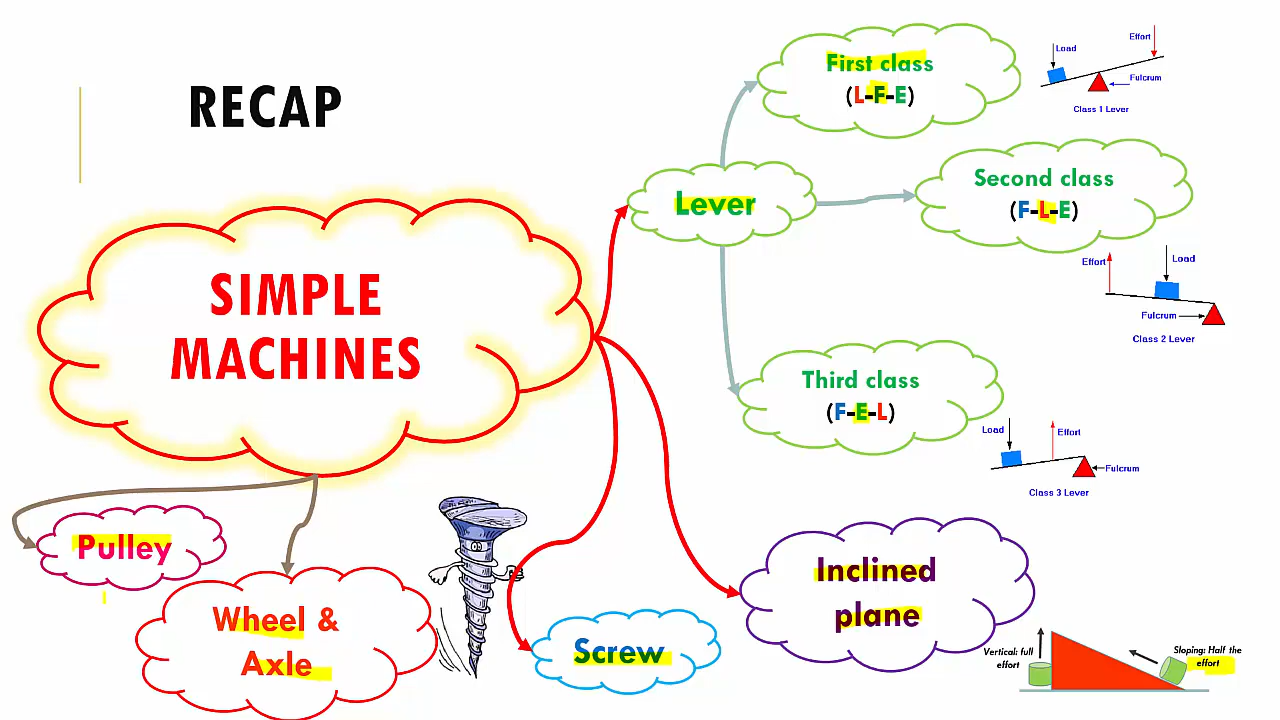 RECAP
SIMPLE
MACHINES
Lever
First class
(L-F-E)
Load
Effort
Fulcrum
Class 1 Lever
Second class
(F-L-E)
Effort
Load
Fulcrum
Class 2 Lever
Third class
(F-E-L)
Load
Effort
Fulcrum
Class 3 Lever
Pulley
Wheel &
Axle
Screw
Inclined
plane
Vertical: full
effort
Sloping: Half the
effort